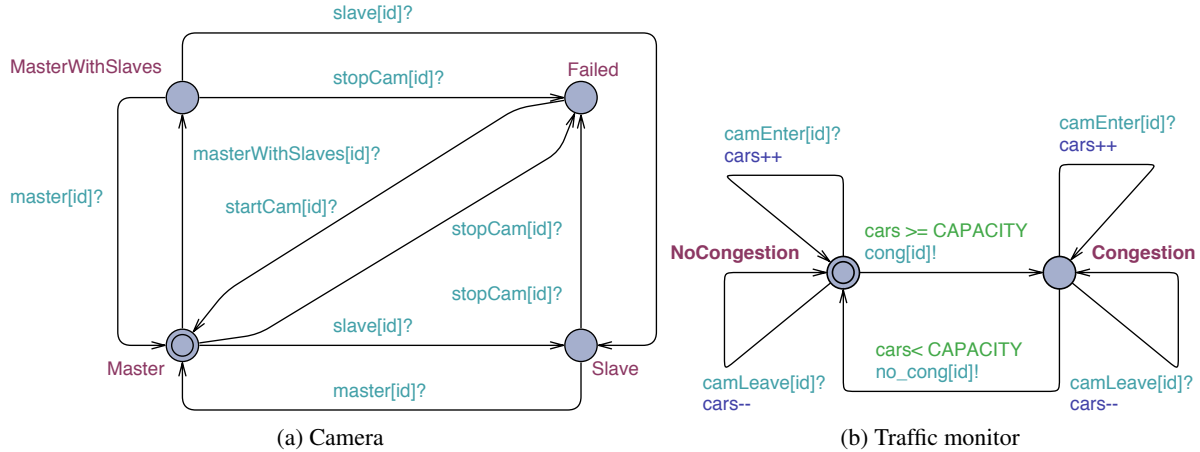 slave[id]?
MasterWithSlaves
Failed
stopCam[id]?
masterWithSlaves[id]?
master[id]?
startCam[id]?
stopCam[id]?
stopCam[id]?
slave[id]?
Master
Slave
master[id]?
(a) Camera
camEnter[id]?
cars++
camEnter[id]?
cars++
cars >= CAPACITY
cong[id]!
NoCongestion
Congestion
cars< CAPACITY
no_cong[id]!
camLeave[id]?
cars--
camLeave[id]?
cars--
(b) Traffic monitor